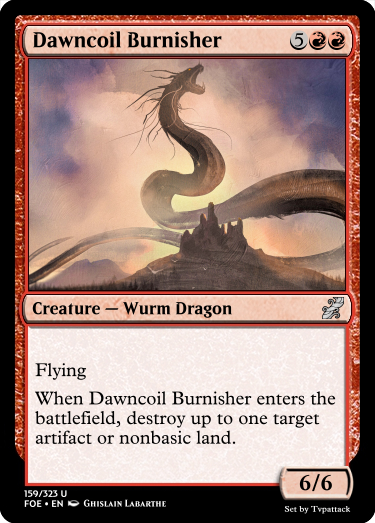 Dawncoil Burnisher 5
Creature — Wurm Dragon
Flying
When Dawncoil Burnisher enters the
battlefield, destroy up to one target
artifact or nonbasic land.
6/6
159/323 U
FOE • EN Ghislain Labarthe
Set by Tvpattack